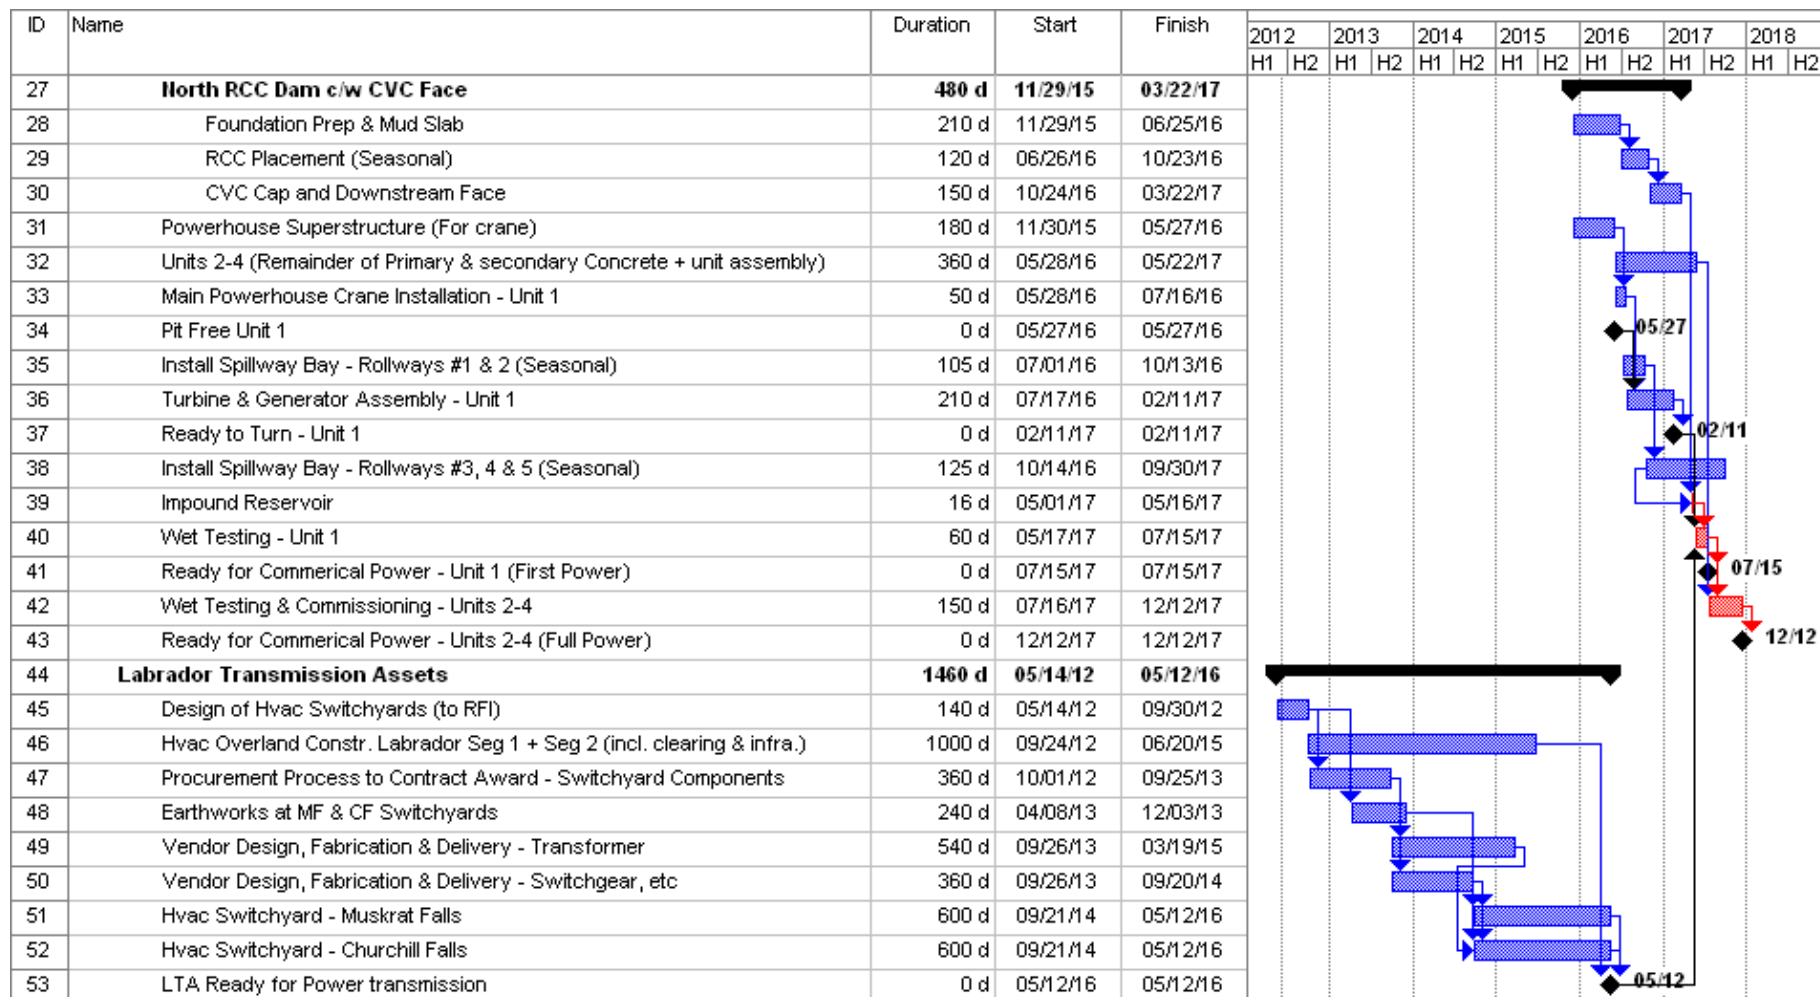 ID Name Duration Start Finish
2012 2013 2014 2015 2016 2017 2018
H1 H2 H1 H2 H1 H2 H1 H2 H1 H2 H1 H2 H1 H2
27 North RCC Dam c/w CVC Face 480 d 11/29/15 03/22/17
28 Foundation Prep & Mud Slab 210 d 11/29/15 06/25/16
29 RCC Placement (Seasonal) 120 d 06/26/16 10/23/16
30 CVC Cap and Downstream Face 150 d 10/24/16 03/22/17
31 Powerhouse Superstructure (For crane) 180 d 11/30/15 05/27/16
32 Units 2-4 (Remainder of Primary & secondary Concrete + unit assembly) 360 d 05/28/16 05/22/17
33 Main Powerhouse Crane Installation - Unit 1 50 d 05/28/16 07/16/16
34 Pit Free Unit 1 0 d 05/27/16 05/27/16 05/27
35 Install Spillway Bay - Rollways #1 & 2 (Seasonal) 105 d 07/01/16 10/13/16
36 Turbine & Generator Assembly - Unit 1 210 d 07/17/16 02/11/17
37 Ready to Turn - Unit 1 0 d 02/11/17 02/11/17 02/11
38 Install Spillway Bay - Rollways #3, 4 & 5 (Seasonal) 125 d 10/14/16 09/30/17
39 Impound Reservoir 16 d 05/01/17 05/16/17
40 Wet Testing - Unit 1 60 d 05/17/17 07/15/17
41 Ready for Commerical Power - Unit 1 (First Power) 0 d 07/15/17 07/15/17 07/15
42 Wet Testing & Commissioning - Units 2-4 150 d 07/16/17 12/12/17
43 Ready for Commerical Power - Units 2-4 (Full Power) 0 d 12/12/17 12/12/17 12/12
44 Labrador Transmission Assets 1460 d 05/14/12 05/12/16
45 Design of Hvac Switchyards (to RFI) 140 d 05/14/12 09/30/12
46 Hvac Overland Constr. Labrador Seg 1 + Seg 2 (incl. clearing & infra.) 1000 d 09/24/12 06/20/15
47 Procurement Process to Contract Award - Switchyard Components 360 d 10/01/12 09/25/13
48 Earthworks at MF & CF Switchyards 240 d 04/08/13 12/03/13
49 Vendor Design, Fabrication & Delivery - Transformer 540 d 09/26/13 03/19/15
50 Vendor Design, Fabrication & Delivery - Switchgear, etc 360 d 09/26/13 09/20/14
51 Hvac Switchyard - Muskrat Falls 600 d 09/21/14 05/12/16
52 Hvac Switchyard - Churchill Falls 600 d 09/21/14 05/12/16
53 LTA Ready for Power transmission 0 d 05/12/16 05/12/16 05/12